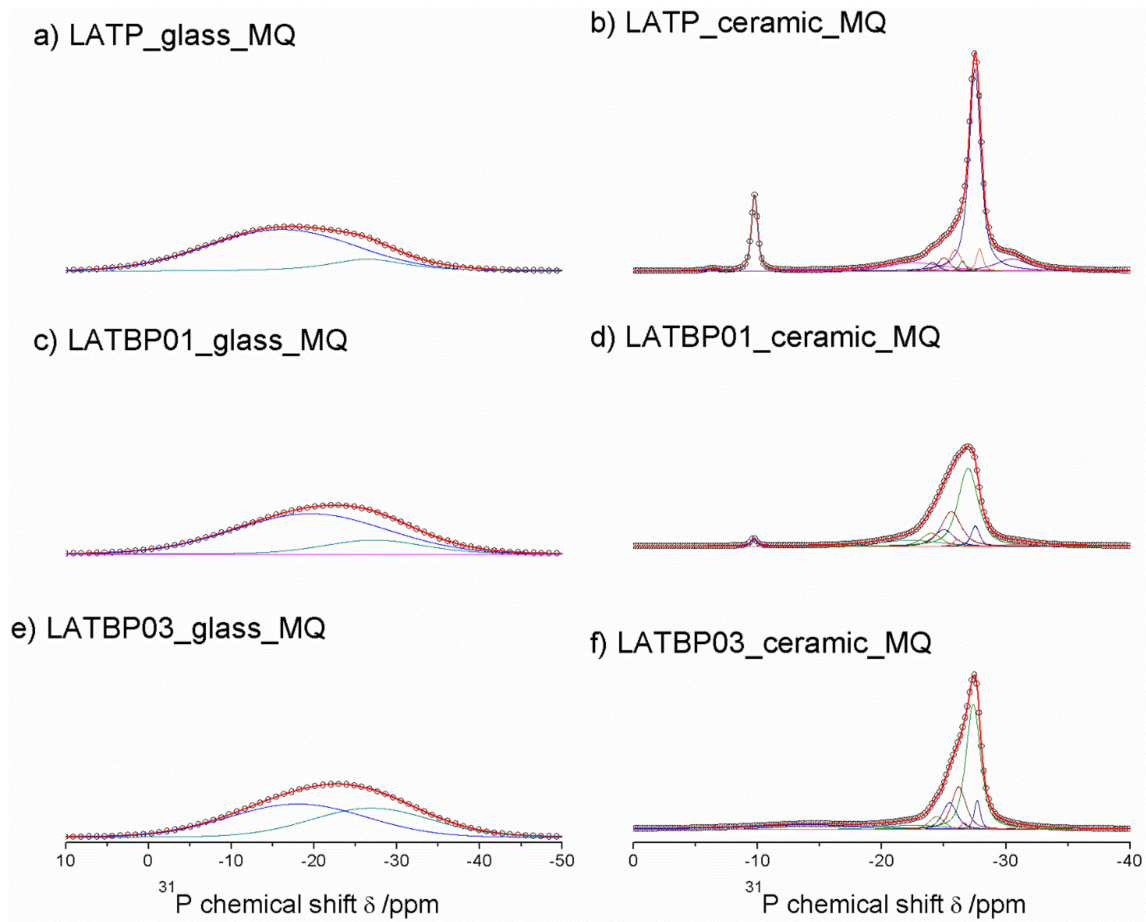 a) LATP_glass_MQ
b) LATP_ceramic_MQ
c) LATBP01_glass_MQ
d) LATBP01_ceramic_MQ
e) LATBP03_glass_MQ
f) LATBP03_ceramic_MQ
10 0 -10 -20 -30 -40 -50
0 -10 -20 -30 -40
31P chemical shift δ /ppm
31P chemical shift δ /ppm